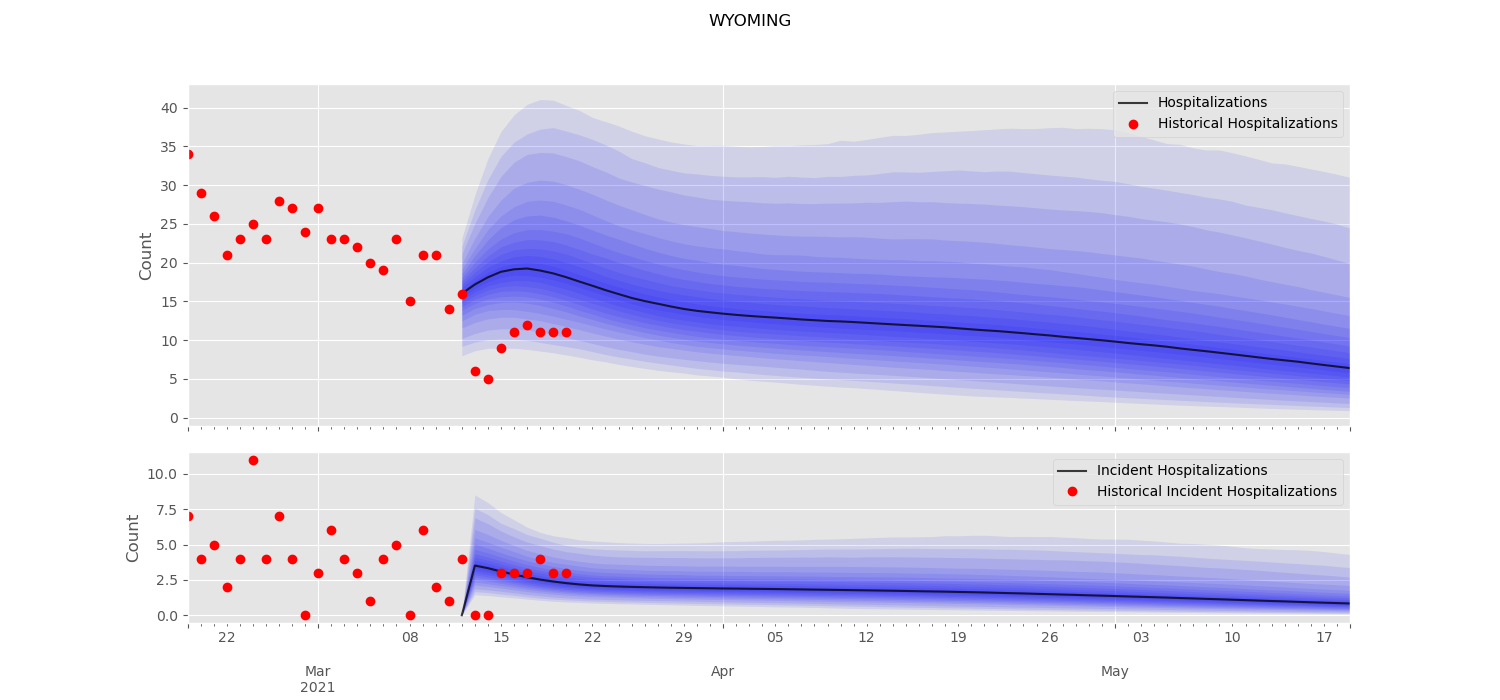 WYOMING
40
35
30
25
20
15
10
5
0
Count
Hospitalizations
Historical Hospitalizations
10.0
7.5
5.0
2.5
0.0
Count
Incident Hospitalizations
Historical Incident Hospitalizations
22 08 15 22 29 05 12 19 26 03 10 17
Mar Apr May
2021